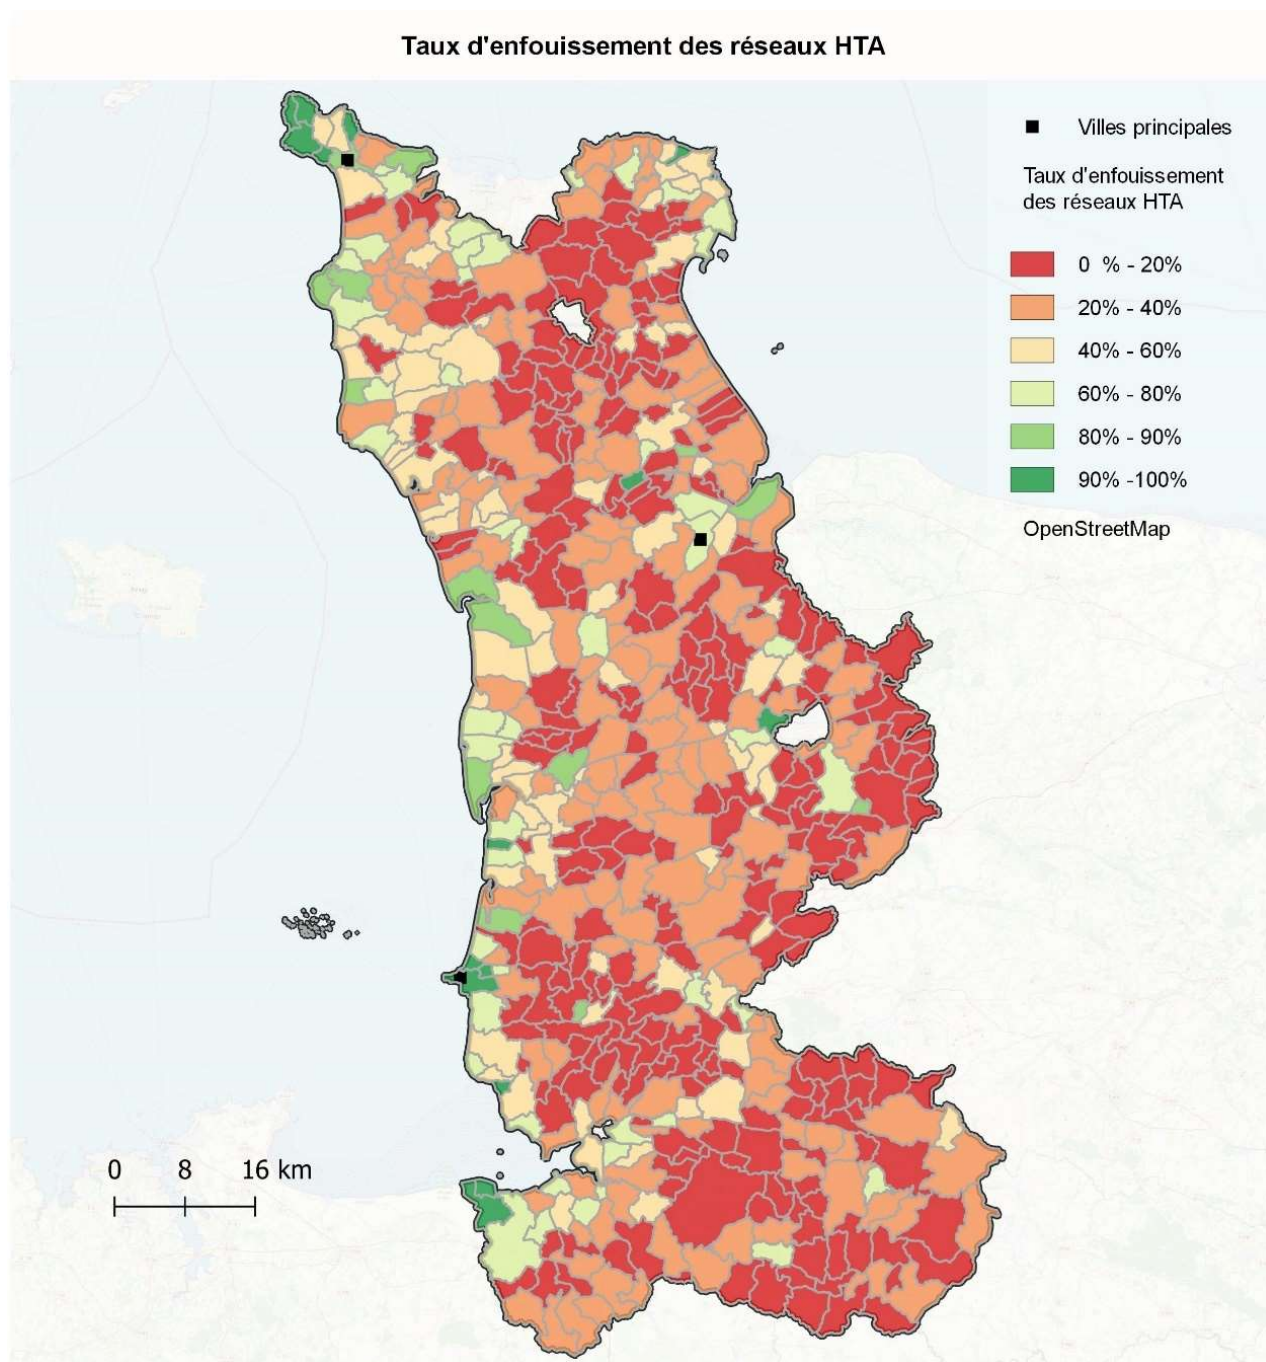 Taux d'enfouissement des réseaux HTA
Villes principales
Taux d'enfouissement
des réseaux HTA
0 % - 20%
20% - 40%
40% - 60%
60% - 80%
80% - 90%
90% -100%
OpenStreetMap
0 8 16 km